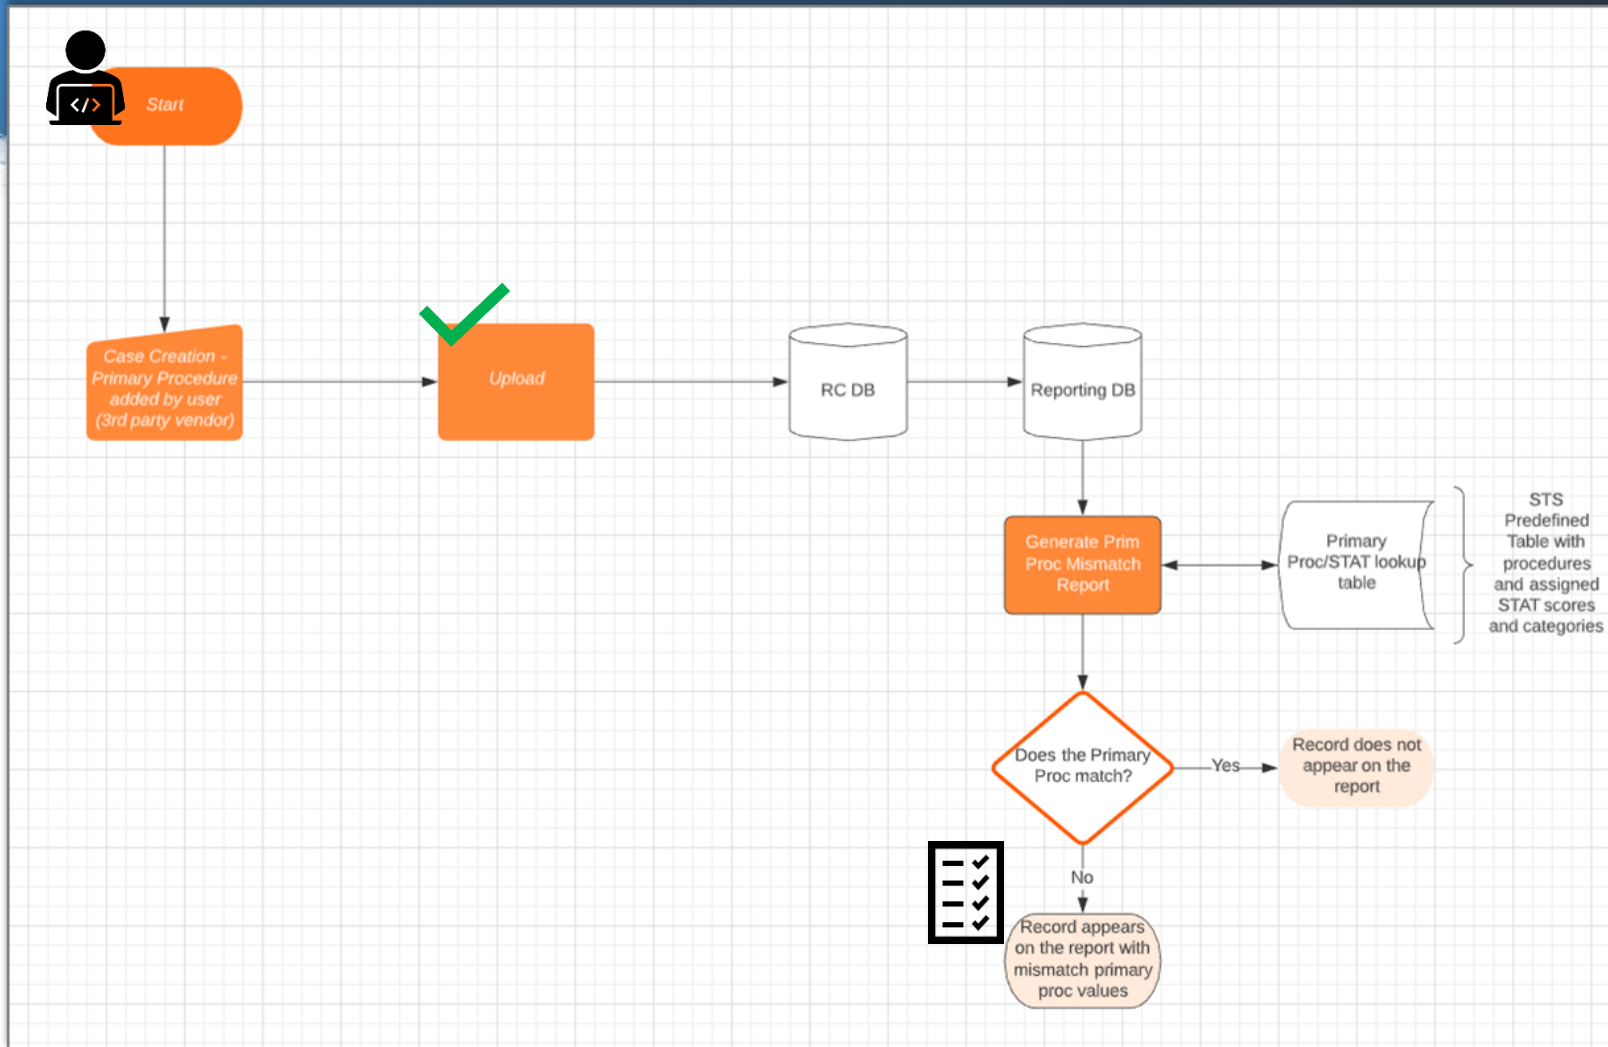 </>
Start
Case Creation -
Primary Procedure
added by user
(3rd party vendor)
Upload
RC DB
Reporting DB
Generate Prim
Proc Mismatch
Report
Primary
Proc/STAT lookup
table
STS
Predefined
Table with
procedures
and assigned
STAT scores
and categories
Does the Primary
Proc match?
Yes
Record does not
appear on the
report
No
Record appears
on the report with
mismatch primary
proc values